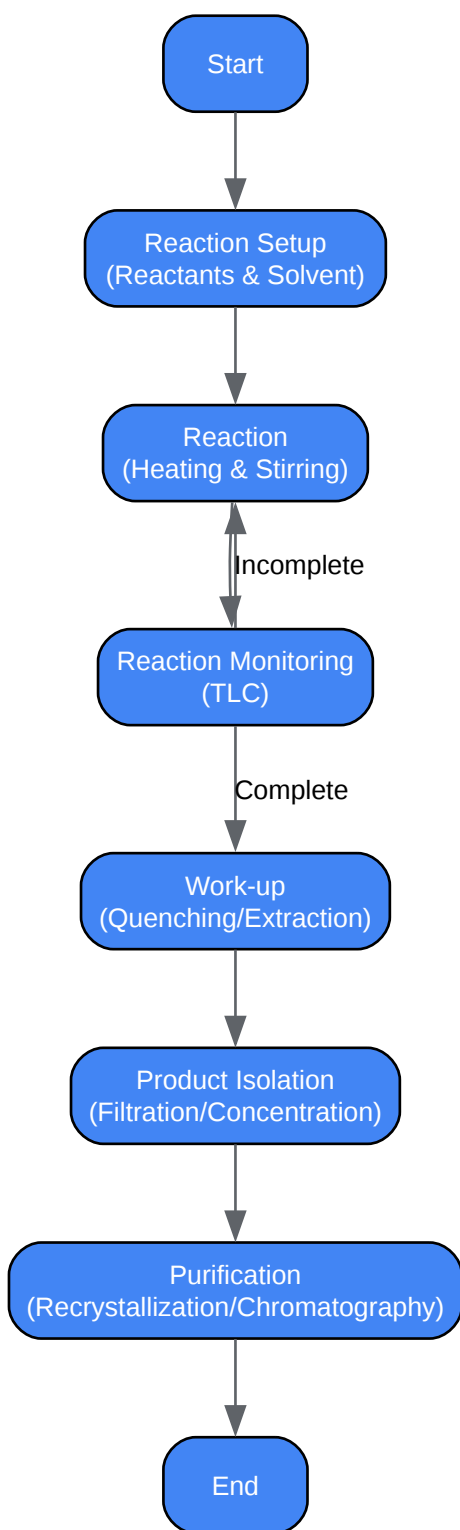 Start
Reaction Setup
(Reactants & Solvent)
Reaction
(Heating & Stirring)
Incomplete
Reaction Monitoring
(TLC)
Complete
Work-up
(Quenching/Extraction)
Product Isolation
(Filtration/Concentration)
Purification
(Recrystallization/Chromatography)
End